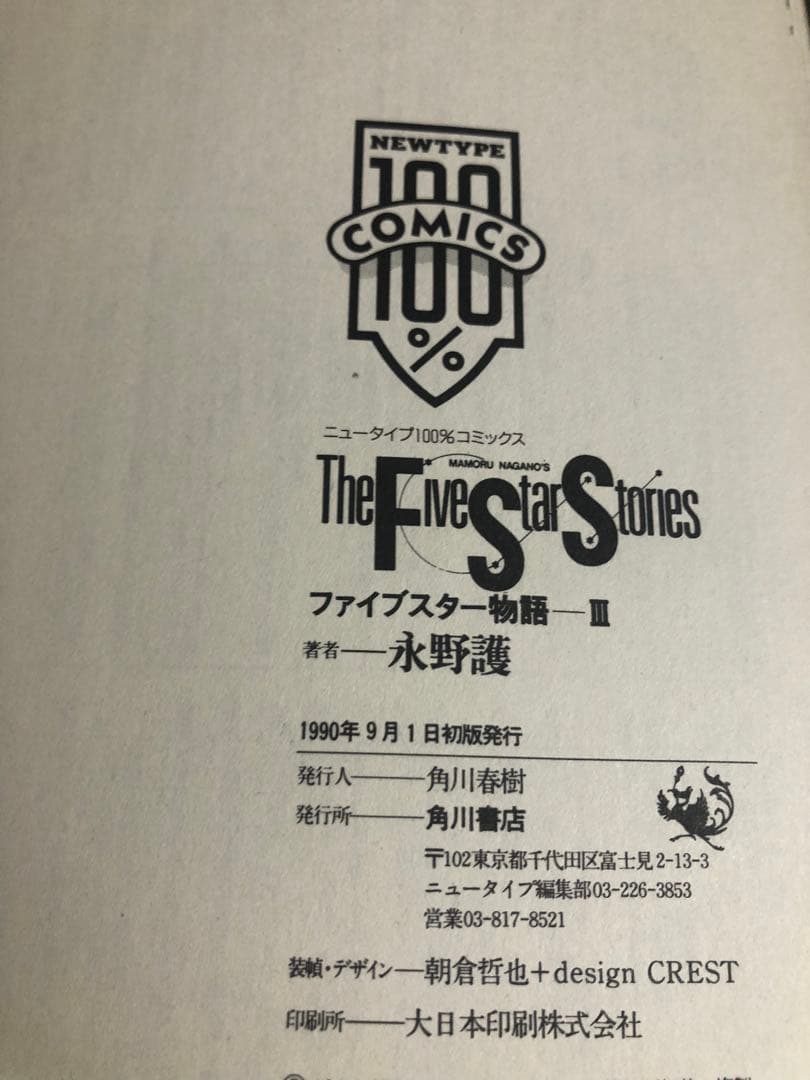 NEWTYPE
100
COMICS
100
%
ニュータイプ100%コミックス
MAMORU NAGANO'S
The Five Star Stories
ファイブスター物語—III
著者——永野護
1990年9月1日初版発行
発行人——角川春樹
発行所——角川書店
〒102東京都千代田区富士見2-13-3
ニュータイプ編集部03-226-3853
営業03-817-8521
装幀・デザイン—朝倉哲也+design CREST
印刷所——大日本印刷株式会社